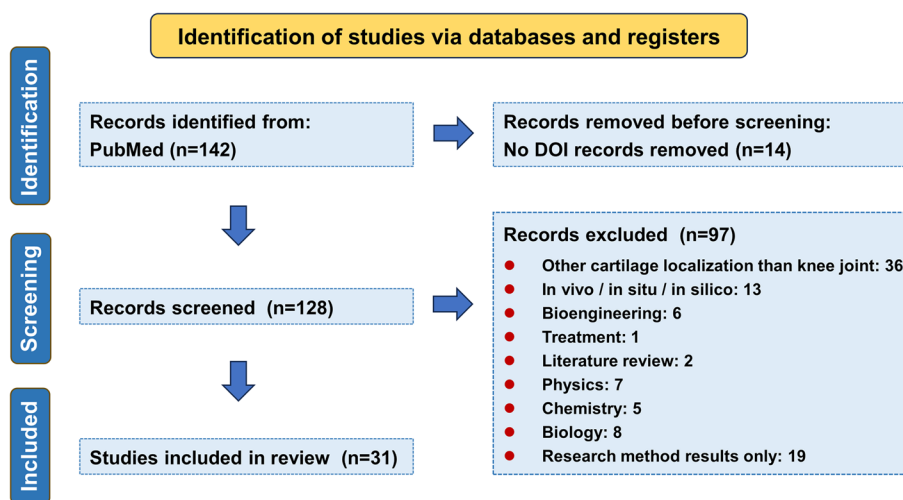 Identification of studies via databases and registers
Identification
Records identified from:
PubMed (n=142)
Records removed before screening:
No DOI records removed (n=14)
Screening
Records screened (n=128)
Records excluded (n=97)
Other cartilage localization than knee joint: 36
In vivo / in situ / in silico: 13
Bioengineering: 6
Treatment: 1
Literature review: 2
Physics: 7
Chemistry: 5
Biology: 8
Research method results only: 19
Included
Studies included in review (n=31)